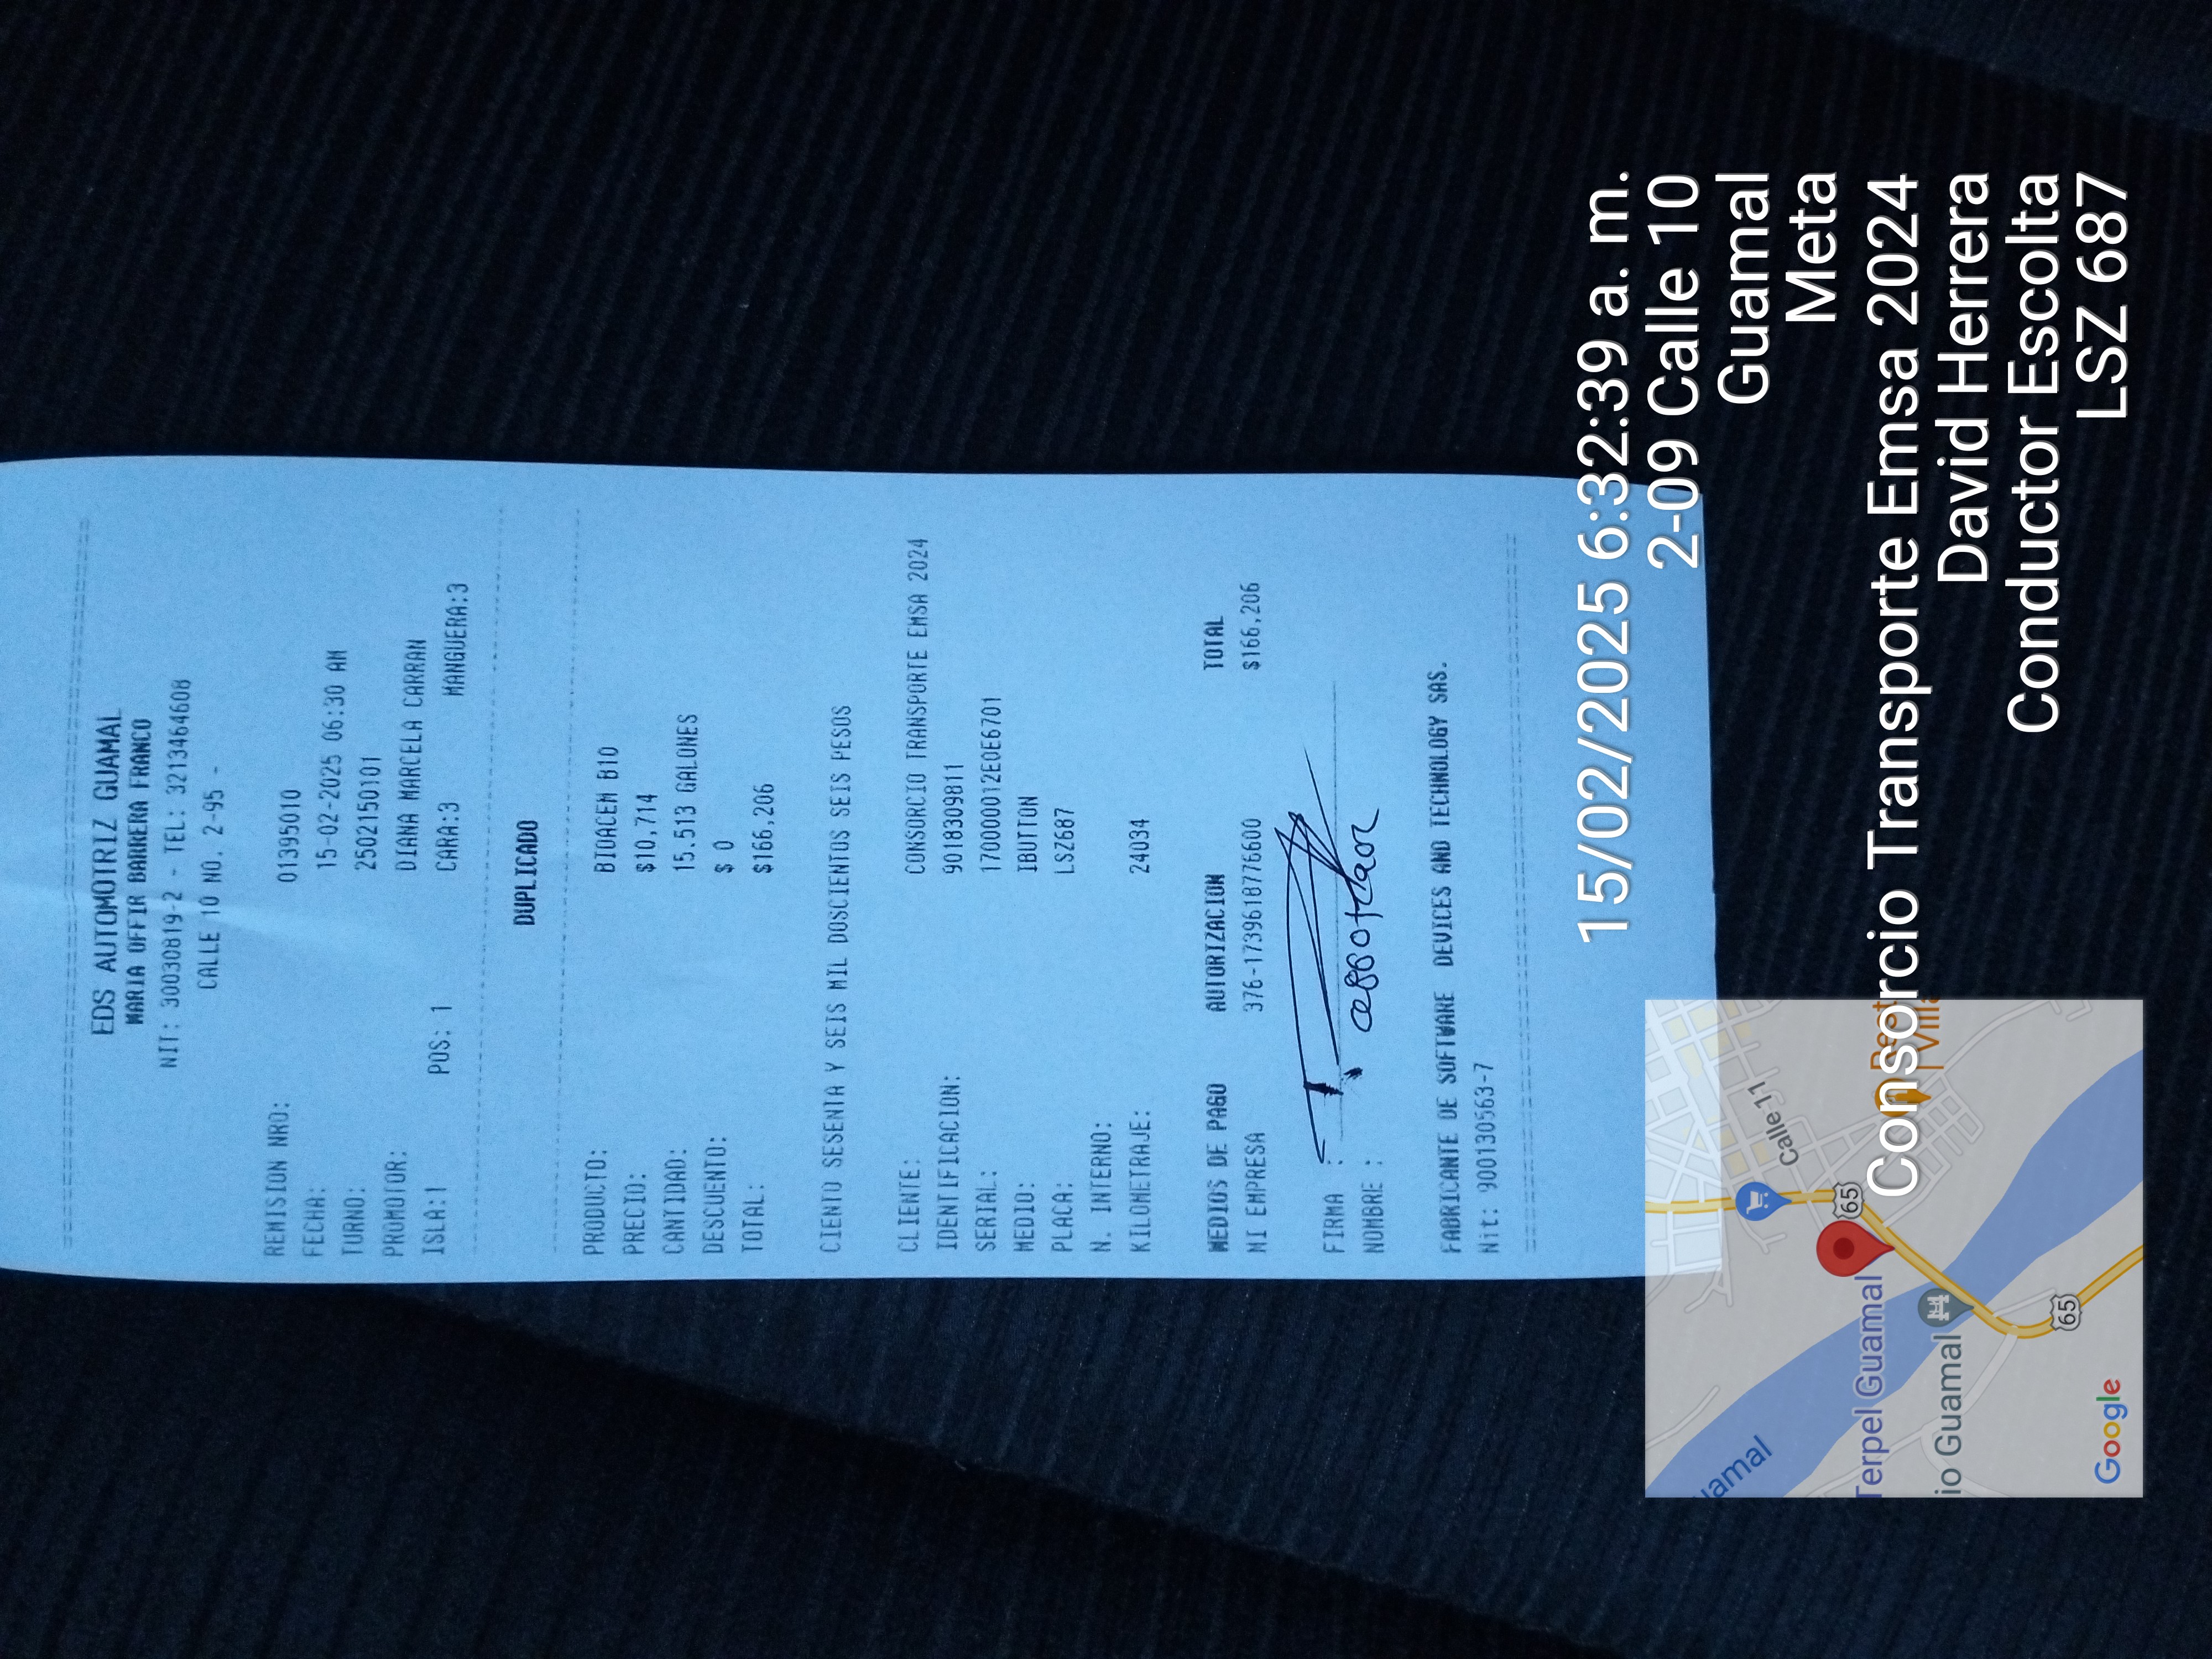 EDS AUTOMOTRIZ GUAMAL
MARIA OFFIR BARRERA FRANCO
NIT: 30030819-2 - TEL: 3213464608
CALLE 10 NO. 2-95 -
REMISION NRO: 01395010
FECHA: 15-02-2025 06:30 AM
TURNO: 2502150101
PROMOTOR: DIANA MARCELA CARRAN
ISLA:1 POS: 1 CARA:3 MANGUERA:3
DUPLICADO
PRODUCTO: BIOACEM B10
PRECIO: $10,714
CANTIDAD: 15.513 GALONES
DESCUENTO: $ 0
TOTAL: $166,206
CIENTO SESENTA Y SEIS MIL DOSCIENTOS SEIS PESOS
CLIENTE: CONSORCIO TRANSPORTE EMSA 2024
IDENTIFICACION: 9018309811
SERIAL: 170000012E0E6701
MEDIO: IBUTTON
PLACA: LSZ687
N. INTERNO:
KILOMETRAJE: 24034
MEDIOS DE PAGO AUTORIZACION TOTAL
MI EMPRESA 376-1739618776600 $166,206
FIRMA :
NOMBRE :
FABRICANTE DE SOFTWARE DEVICES AND TECHNOLOGY SAS.
Nit: 900130563-7
15/02/2025 6:32:39 a. m.
2-09 Calle 10
Guamal
Meta
Consorcio Transporte Emsa 2024
David Herrera
Conductor Escolta
LSZ 687
Calle 11
65
Terpel Guamal
io Guamal
65
uamal
Google